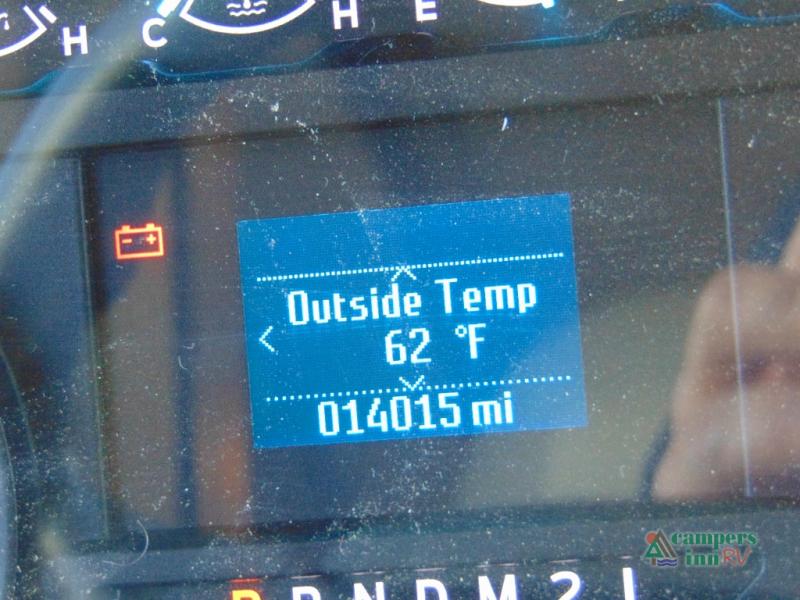 H C H E
Outside Temp
< 62 °F
014015 mi
P R N D M 2 1
campers
inn RV